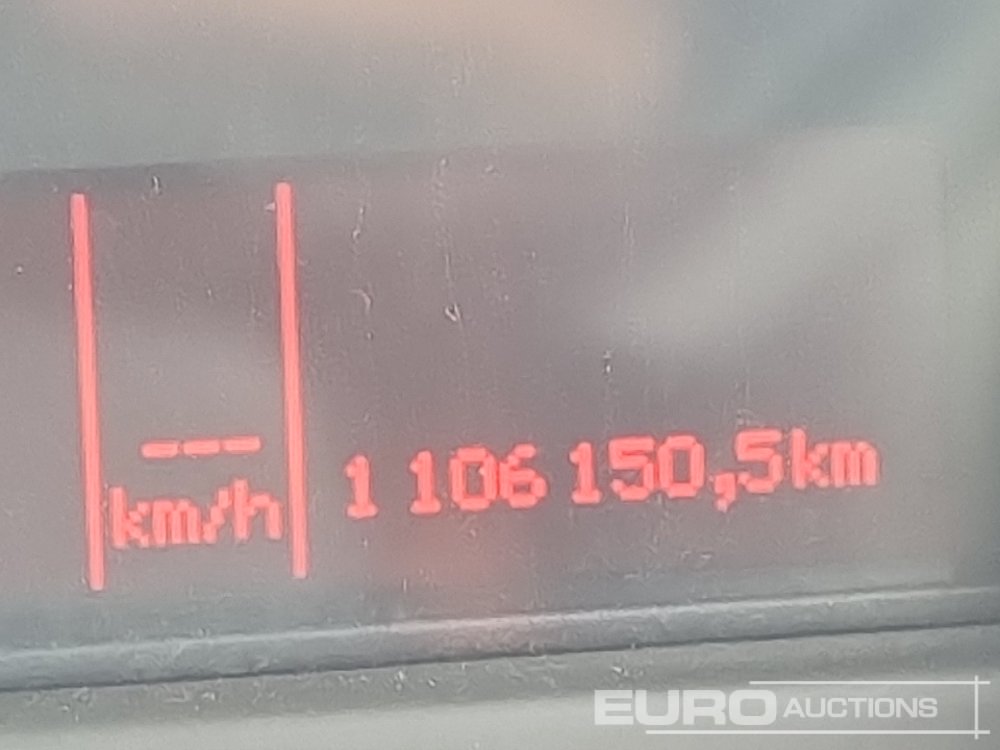 ---
km/h
1 106 150,5km
EURO AUCTIONS